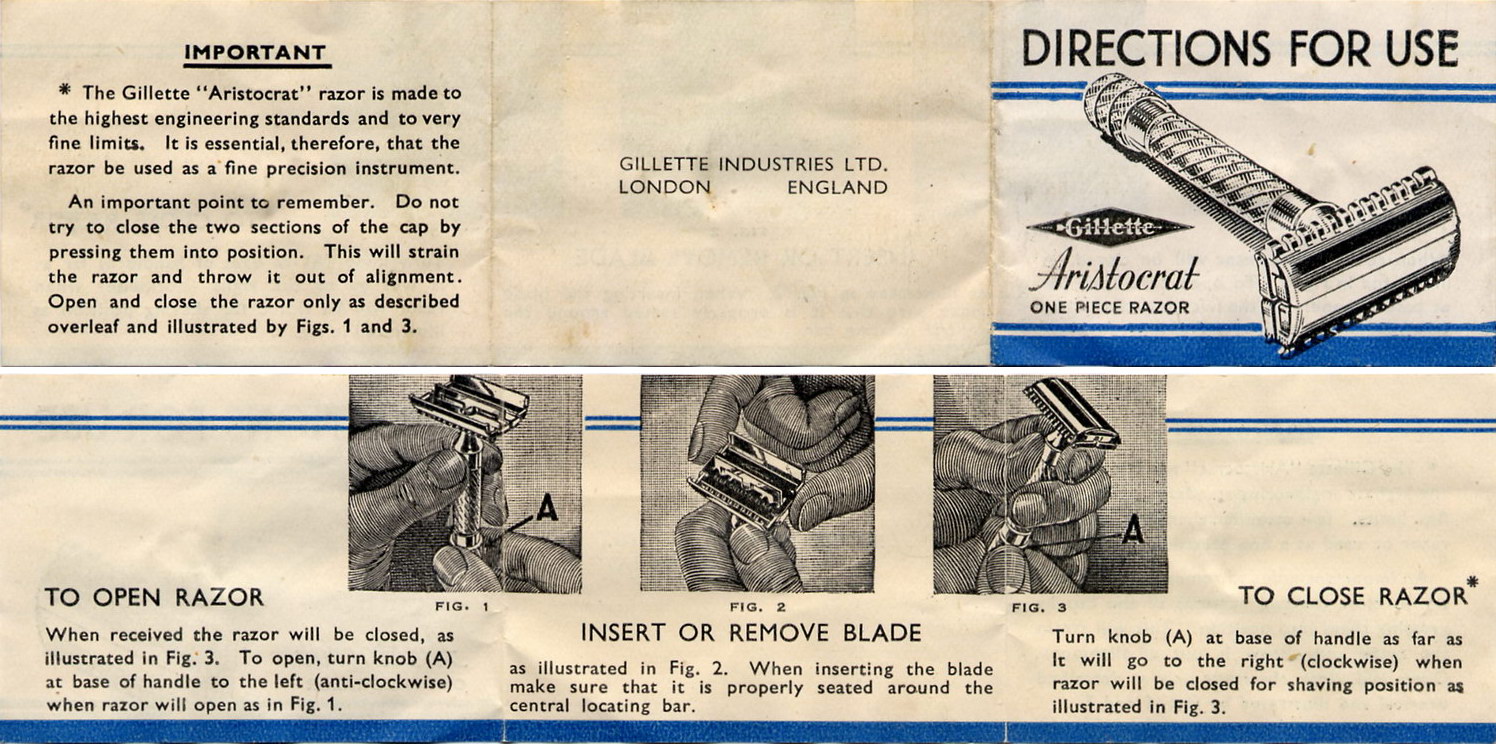 IMPORTANT
* The Gillette “Aristocrat” razor is made to
the highest engineering standards and to very
fine limits. It is essential, therefore, that the
razor be used as a fine precision instrument.
An important point to remember. Do not
try to close the two sections of the cap by
pressing them into position. This will strain
the razor and throw it out of alignment.
Open and close the razor only as described
overleaf and illustrated by Figs. 1 and 3.
GILLETTE INDUSTRIES LTD.
LONDON ENGLAND
DIRECTIONS FOR USE
Gillette
Aristocrat
ONE PIECE RAZOR
A
FIG. 1
TO OPEN RAZOR
When received the razor will be closed, as
illustrated in Fig. 3. To open, turn knob (A)
at base of handle to the left (anti-clockwise)
when razor will open as in Fig. 1.
FIG. 2
INSERT OR REMOVE BLADE
as illustrated in Fig. 2. When inserting the blade
make sure that it is properly seated around the
central locating bar.
A
FIG. 3
TO CLOSE RAZOR*
Turn knob (A) at base of handle as far as
It will go to the right (clockwise) when
razor will be closed for shaving position as
illustrated in Fig. 3.